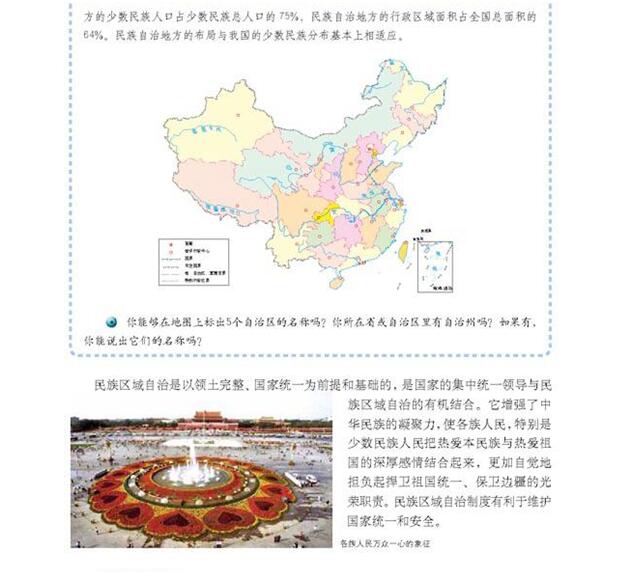 方的少数民族人口占少数民族总人口的 75%，民族自治地方的行政区域面积占全国总面积的
64%。民族自治地方的布局与我国的少数民族分布基本上相适应。
你能够在地图上标出5个自治区的名称吗？你所在省或自治区里有自治州吗？如果有，
你能说出它们的名称吗？
民族区域自治是以领土完整、国家统一为前提和基础的，是国家的集中统一领导与民
族区域自治的有机结合。它增强了中
华民族的凝聚力，使各族人民，特别是
少数民族人民把热爱本民族与热爱祖
国的深厚感情结合起来，更加自觉地
担负起捍卫祖国统一、保卫边疆的光
荣职责。民族区域自治制度有利于维护
国家统一和安全。
各族人民万众一心的象征